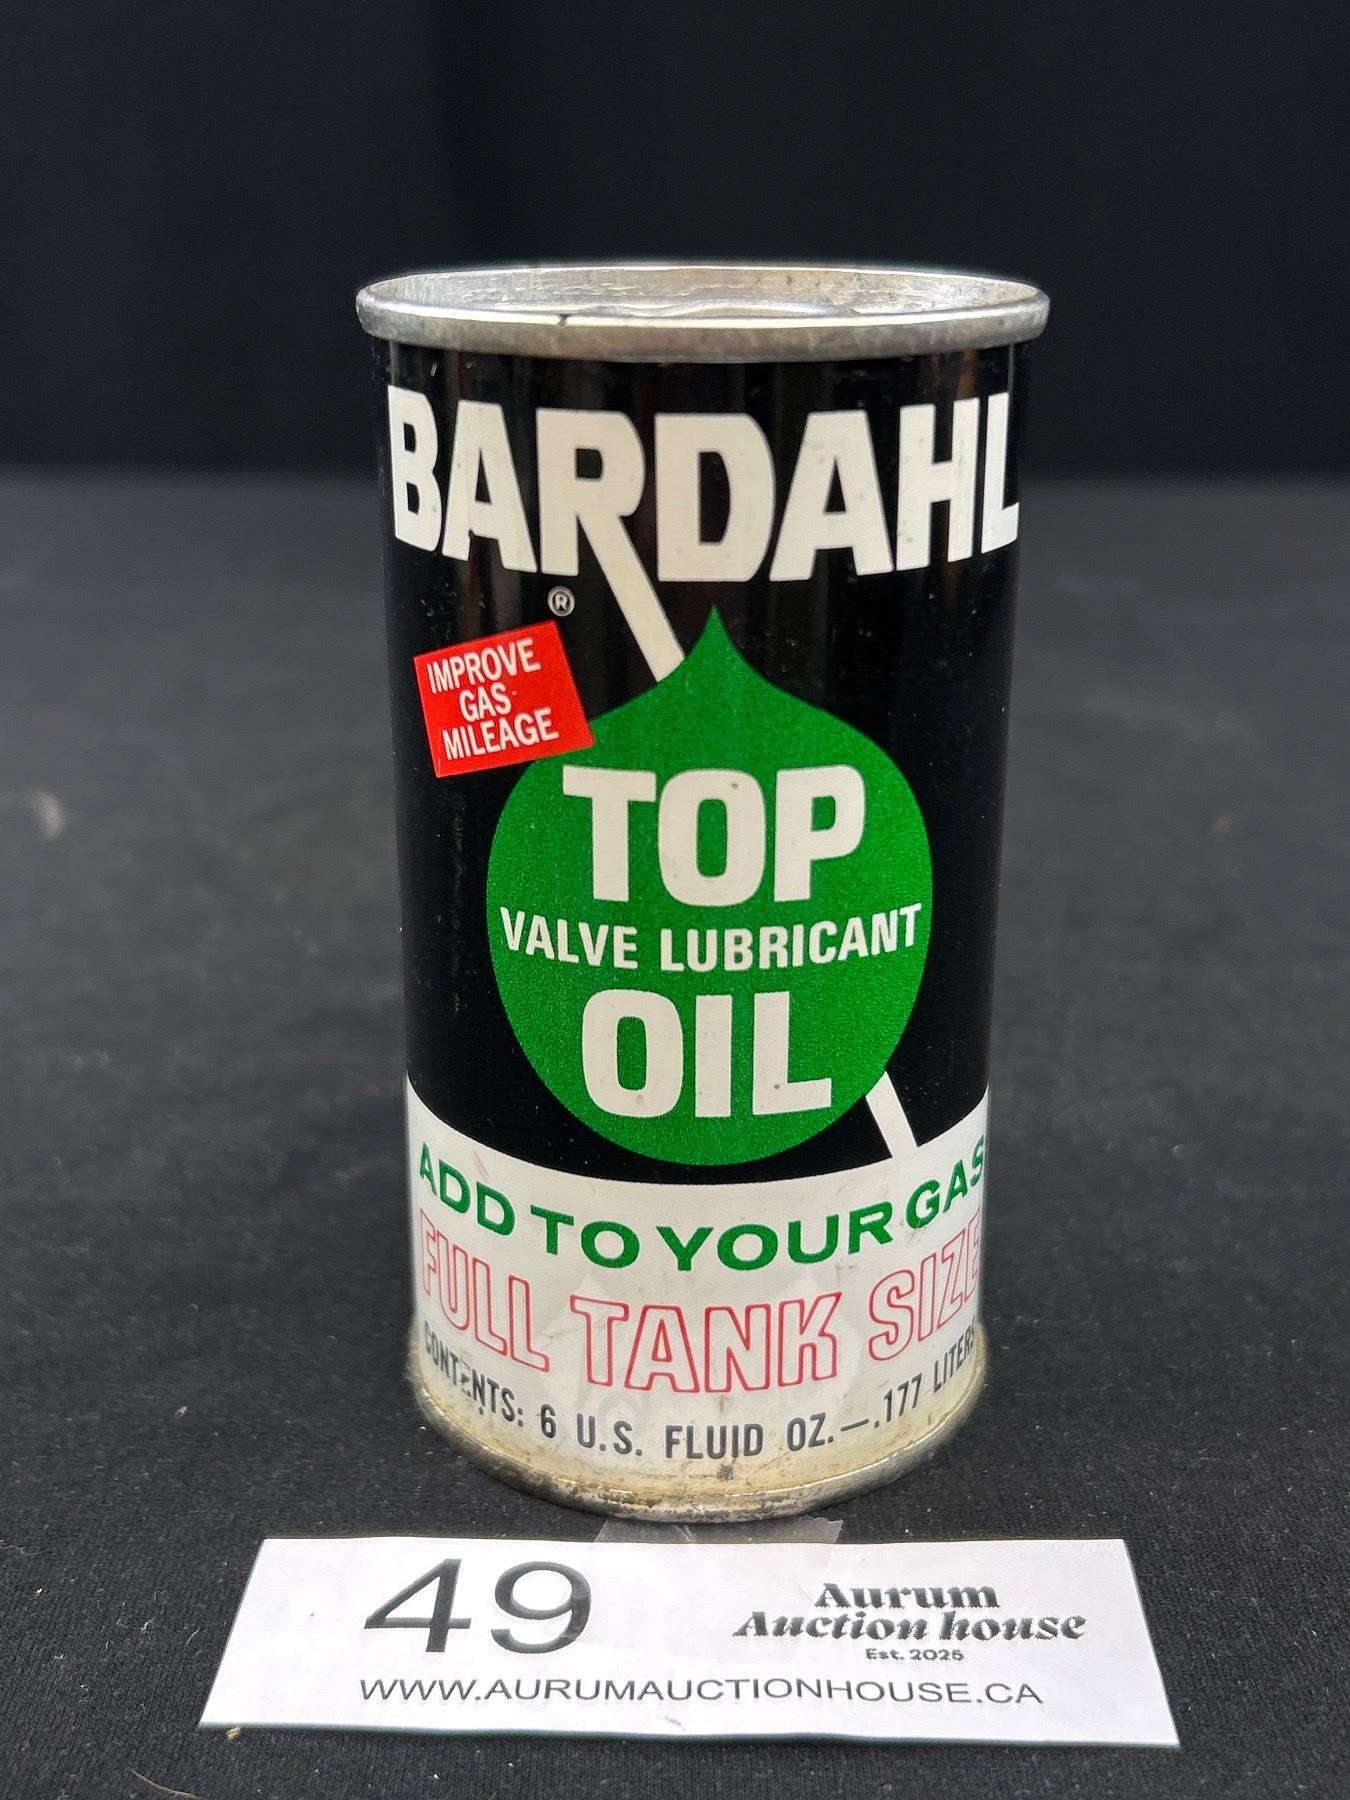 BARDAHL
®
IMPROVE
GAS
MILEAGE
TOP
VALVE LUBRICANT
OIL
ADD TO YOUR GAS
FULL TANK SIZE
CONTENTS: 6 U.S. FLUID OZ.—.177 LITERS
49
Aurum
Auction house
Est. 2025
WWW.AURUMAUCTIONHOUSE.CA